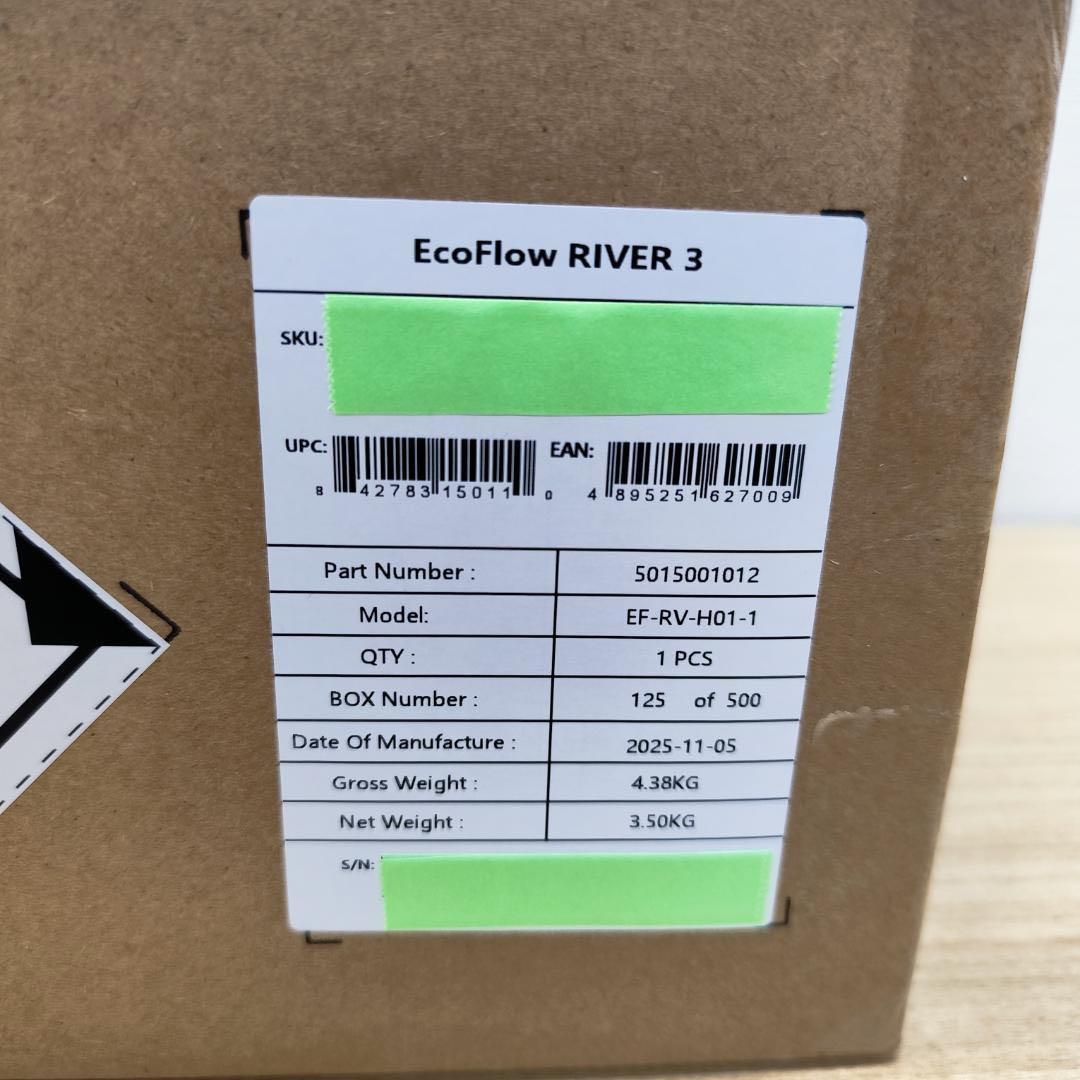 EcoFlow RIVER 3
SKU:
UPC: EAN:
8 42783 15011 0 4 895251 627009
Part Number : 5015001012
Model: EF-RV-H01-1
QTY : 1 PCS
BOX Number : 125 of 500
Date Of Manufacture : 2025-11-05
Gross Weight : 4.38KG
Net Weight : 3.50KG
S/N: